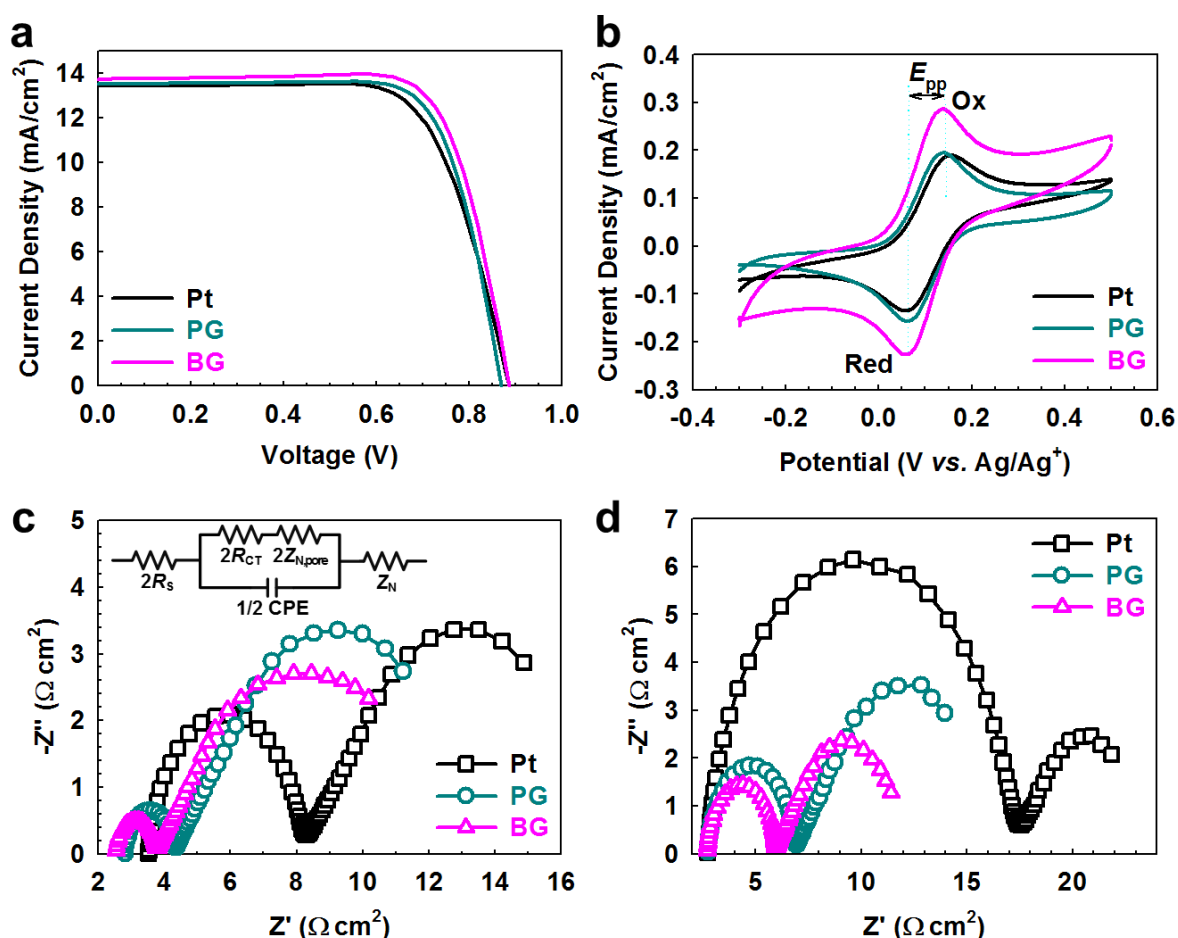 a
14
12
10
8
6
4
2
0
Current Density (mA/cm²)
Pt
PG
BG
0.0 0.2 0.4 0.6 0.8 1.0
Voltage (V)
b
0.4
0.3
0.2
0.1
0.0
-0.1
-0.2
-0.3
Current Density (mA/cm²)
Epp
Ox
Red
Pt
PG
BG
-0.4 -0.2 0.0 0.2 0.4 0.6
Potential (V vs. Ag/Ag⁺)
c
5
4
3
2
1
0
-Z" (Ω cm²)
2RS
2RCT 2ZN,pore
1/2 CPE
ZN
Pt
PG
BG
2 4 6 8 10 12 14 16
Z' (Ω cm²)
d
7
6
5
4
3
2
1
0
-Z" (Ω cm²)
Pt
PG
BG
5 10 15 20
Z' (Ω cm²)